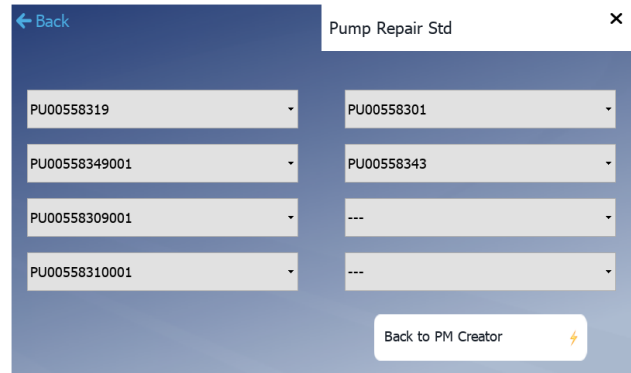 Back
Pump Repair Std
PU00558319
PU00558301
PU00558349001
PU00558343
PU00558309001
---
PU00558310001
---
Back to PM Creator